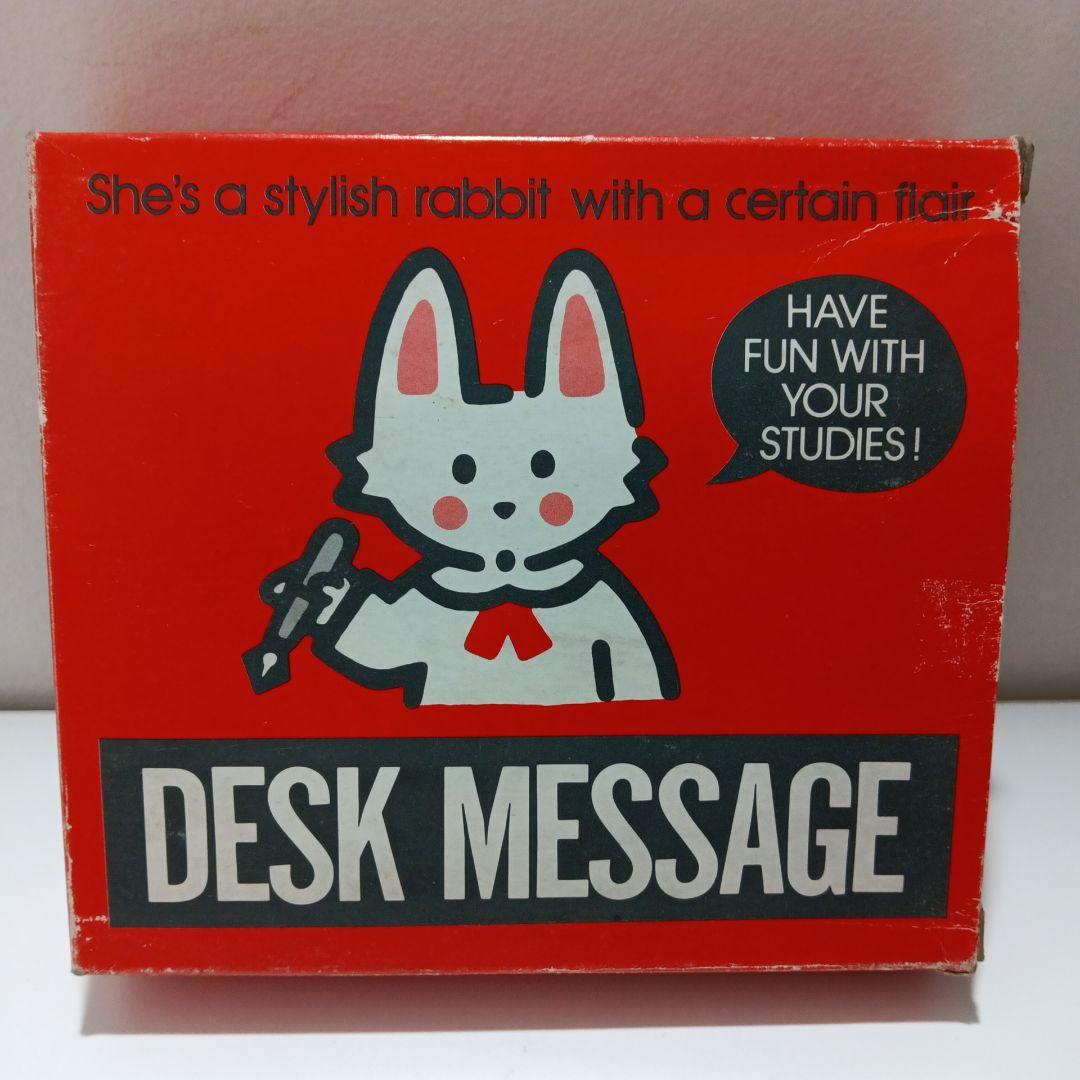 She's a stylish rabbit with a certain flair
HAVE
FUN WITH
YOUR
STUDIES!
DESK MESSAGE